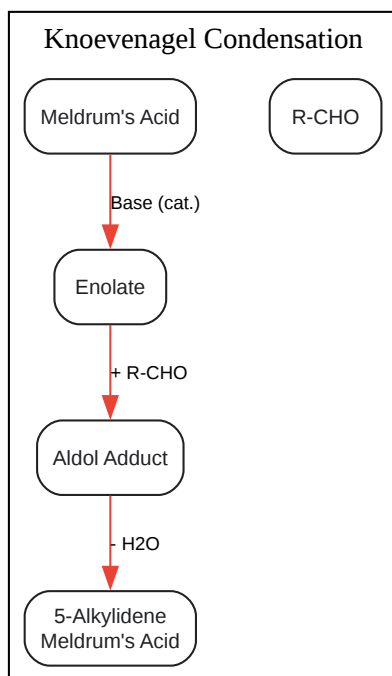 Knoevenagel Condensation
Meldrum's Acid
R-CHO
Base (cat.)
Enolate
+ R-CHO
Aldol Adduct
- H2O
5-Alkylidene
Meldrum's Acid